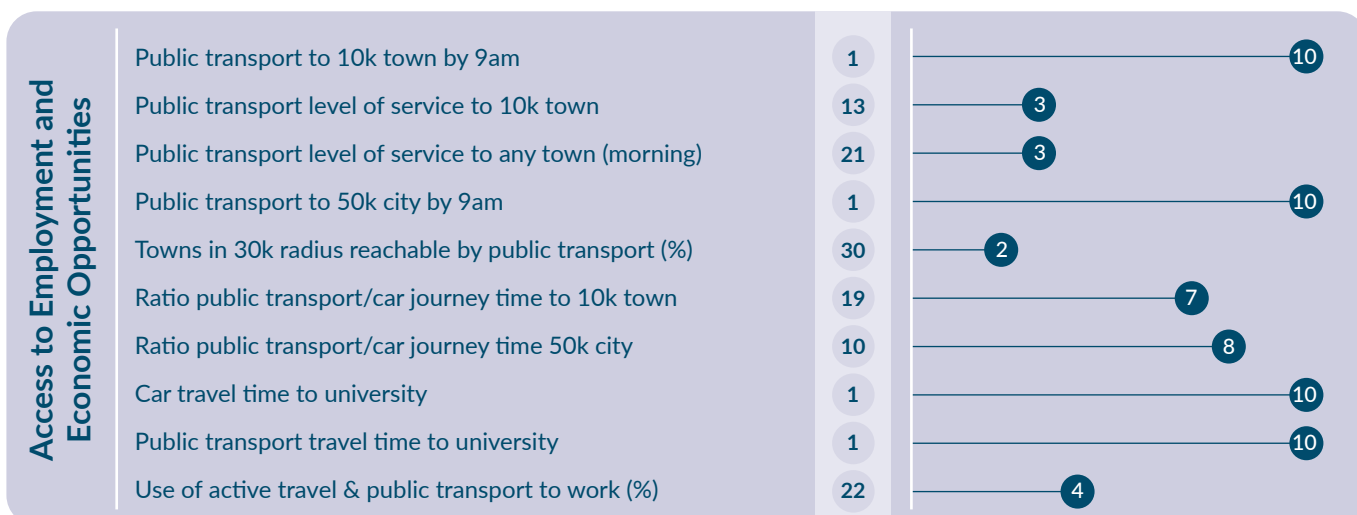 Access to Employment and
Economic Opportunities
Public transport to 10k town by 9am 1 10
Public transport level of service to 10k town 13 3
Public transport level of service to any town (morning) 21 3
Public transport to 50k city by 9am 1 10
Towns in 30k radius reachable by public transport (%) 30 2
Ratio public transport/car journey time to 10k town 19 7
Ratio public transport/car journey time 50k city 10 8
Car travel time to university 1 10
Public transport travel time to university 1 10
Use of active travel & public transport to work (%) 22 4